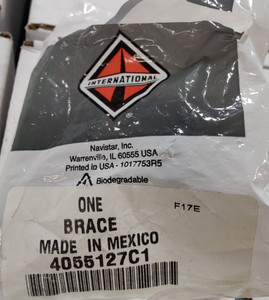 INTERNATIONAL
Navistar, Inc.
Warrenville, IL 60555 USA
Printed in USA - 1017753R5
Biodegradable
ONE
F17E
BRACE
MADE IN MEXICO
4055127C1